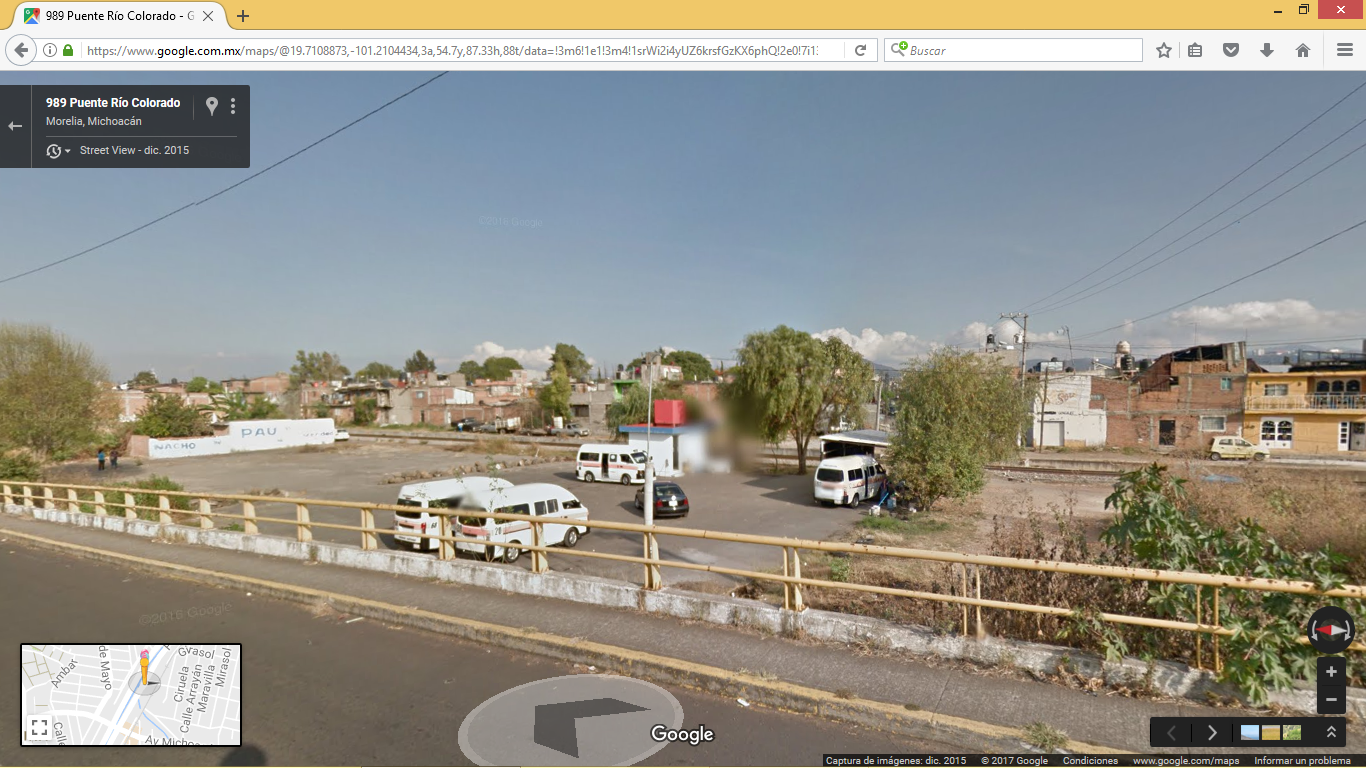 989 Puente Río Colorado - G
https://www.google.com.mx/maps/@19.7108873,-101.2104434,3a,54.7y,87.33h,88t/data=!3m6!1e1!3m4!1srWi2i4yUZ6krsfGzKX6phQ!2e0!7i1
Buscar
989 Puente Río Colorado
Morelia, Michoacán
Street View - dic. 2015
©2016 Google
NACHO
PAU
©2016 Google
Ambar
de Mayo
Girasol
Ciruela
Calle Arrayán
Maravilla
Mirasol
Calle
Av Micho
Google
Captura de imágenes: dic. 2015 © 2017 Google Condiciones www.google.com/maps Informar un problema